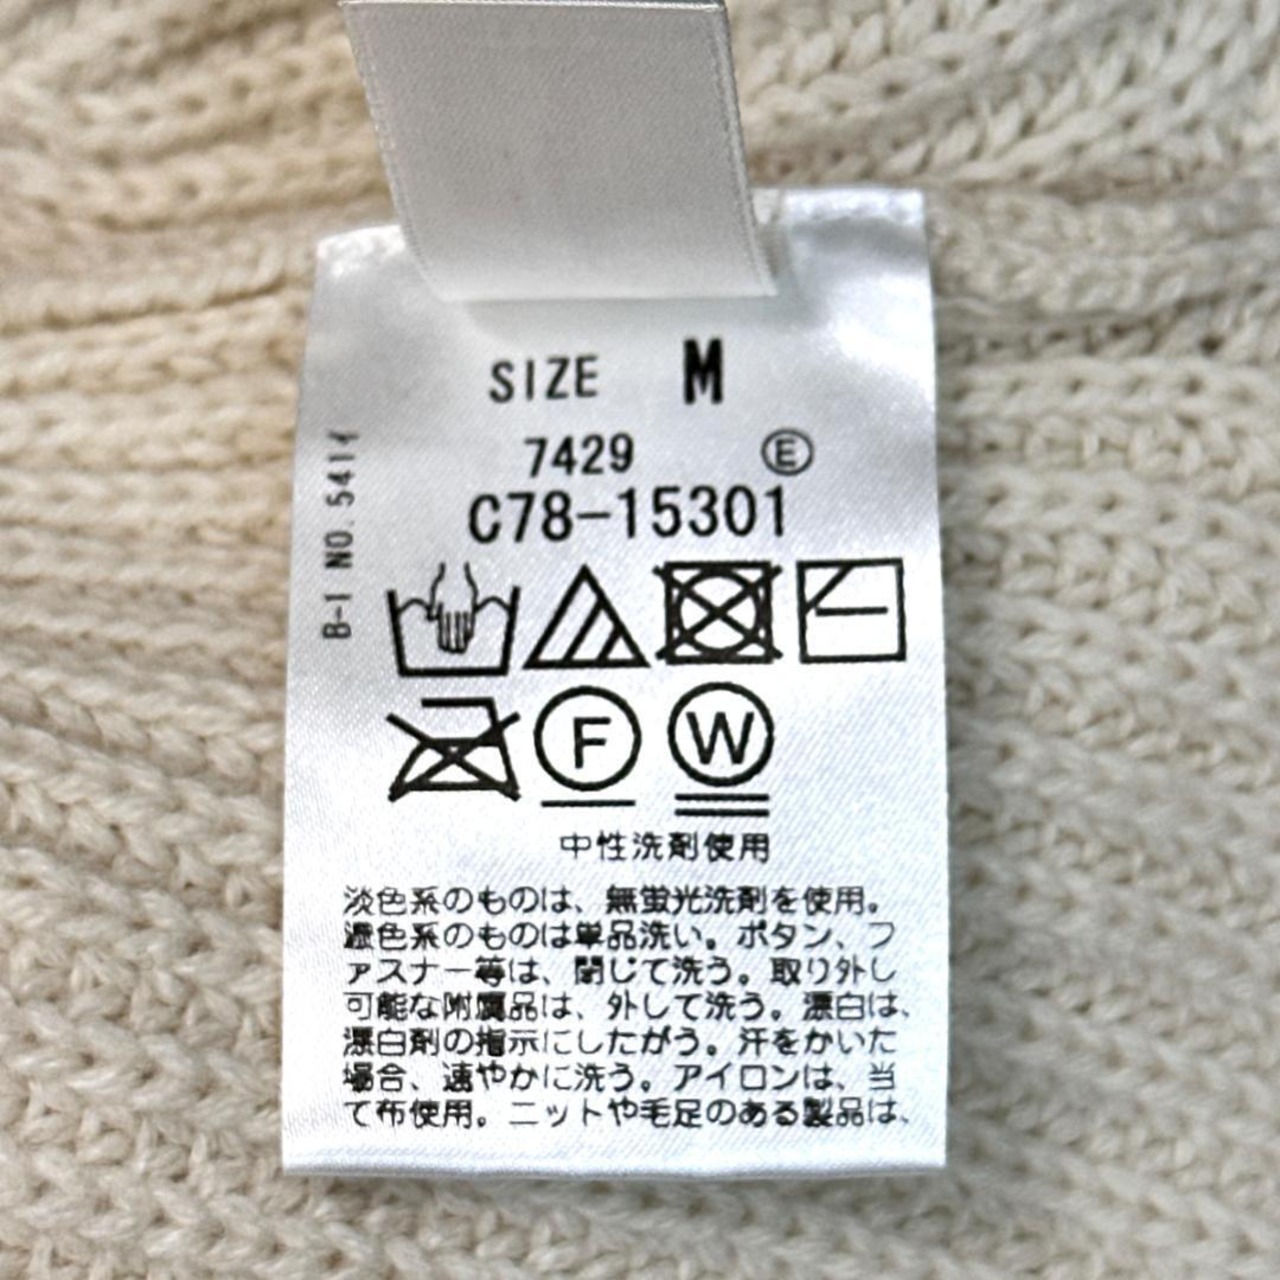 SIZE M
7429 Ⓔ
C78-15301
B-1 NO.541イ
F
W
中性洗剤使用
淡色系のものは、無蛍光洗剤を使用。
濃色系のものは単品洗い。ボタン、フ
ァスナー等は、閉じて洗う。取り外し
可能な附属品は、外して洗う。漂白は、
漂白剤の指示にしたがう。汗をかいた
場合、速やかに洗う。アイロンは、当
て布使用。ニットや毛足のある製品は、